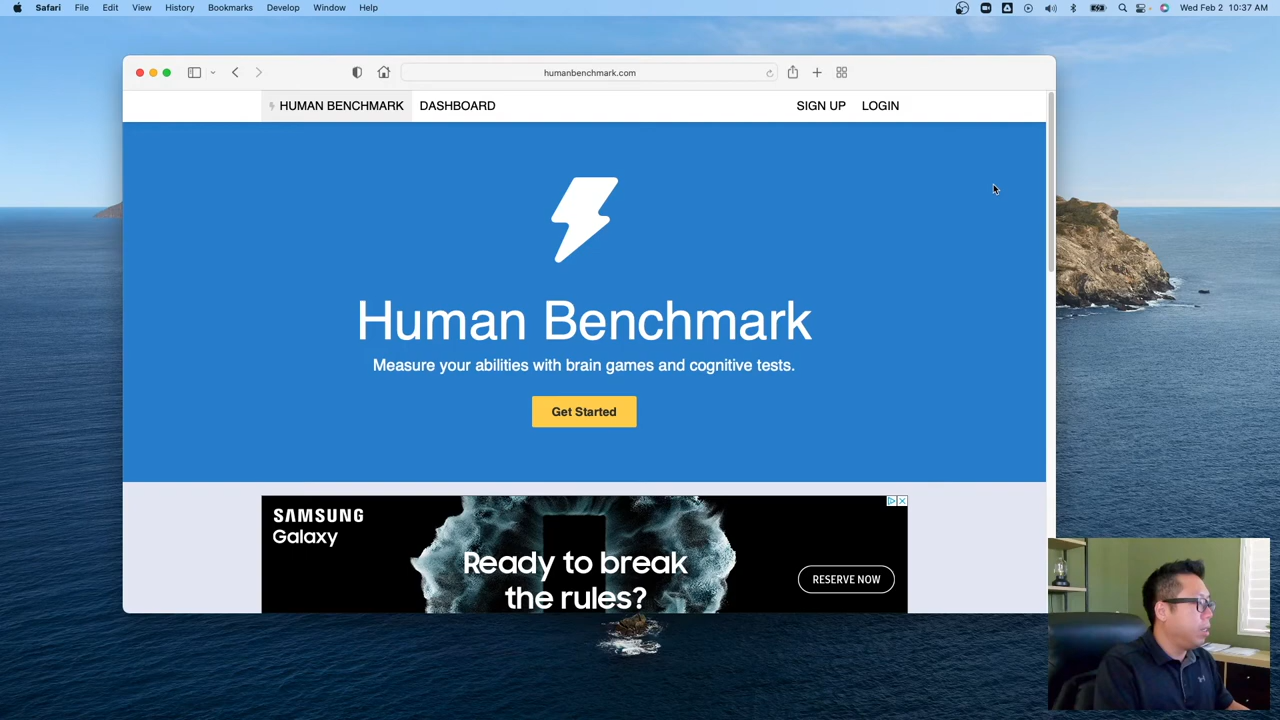 Safari File Edit View History Bookmarks Develop Window Help Wed Feb 2 10:37 AM
humanbenchmark.com
HUMAN BENCHMARK DASHBOARD SIGN UP LOGIN
Human Benchmark
Measure your abilities with brain games and cognitive tests.
Get Started
SAMSUNG
Galaxy
Ready to break
the rules?
RESERVE NOW